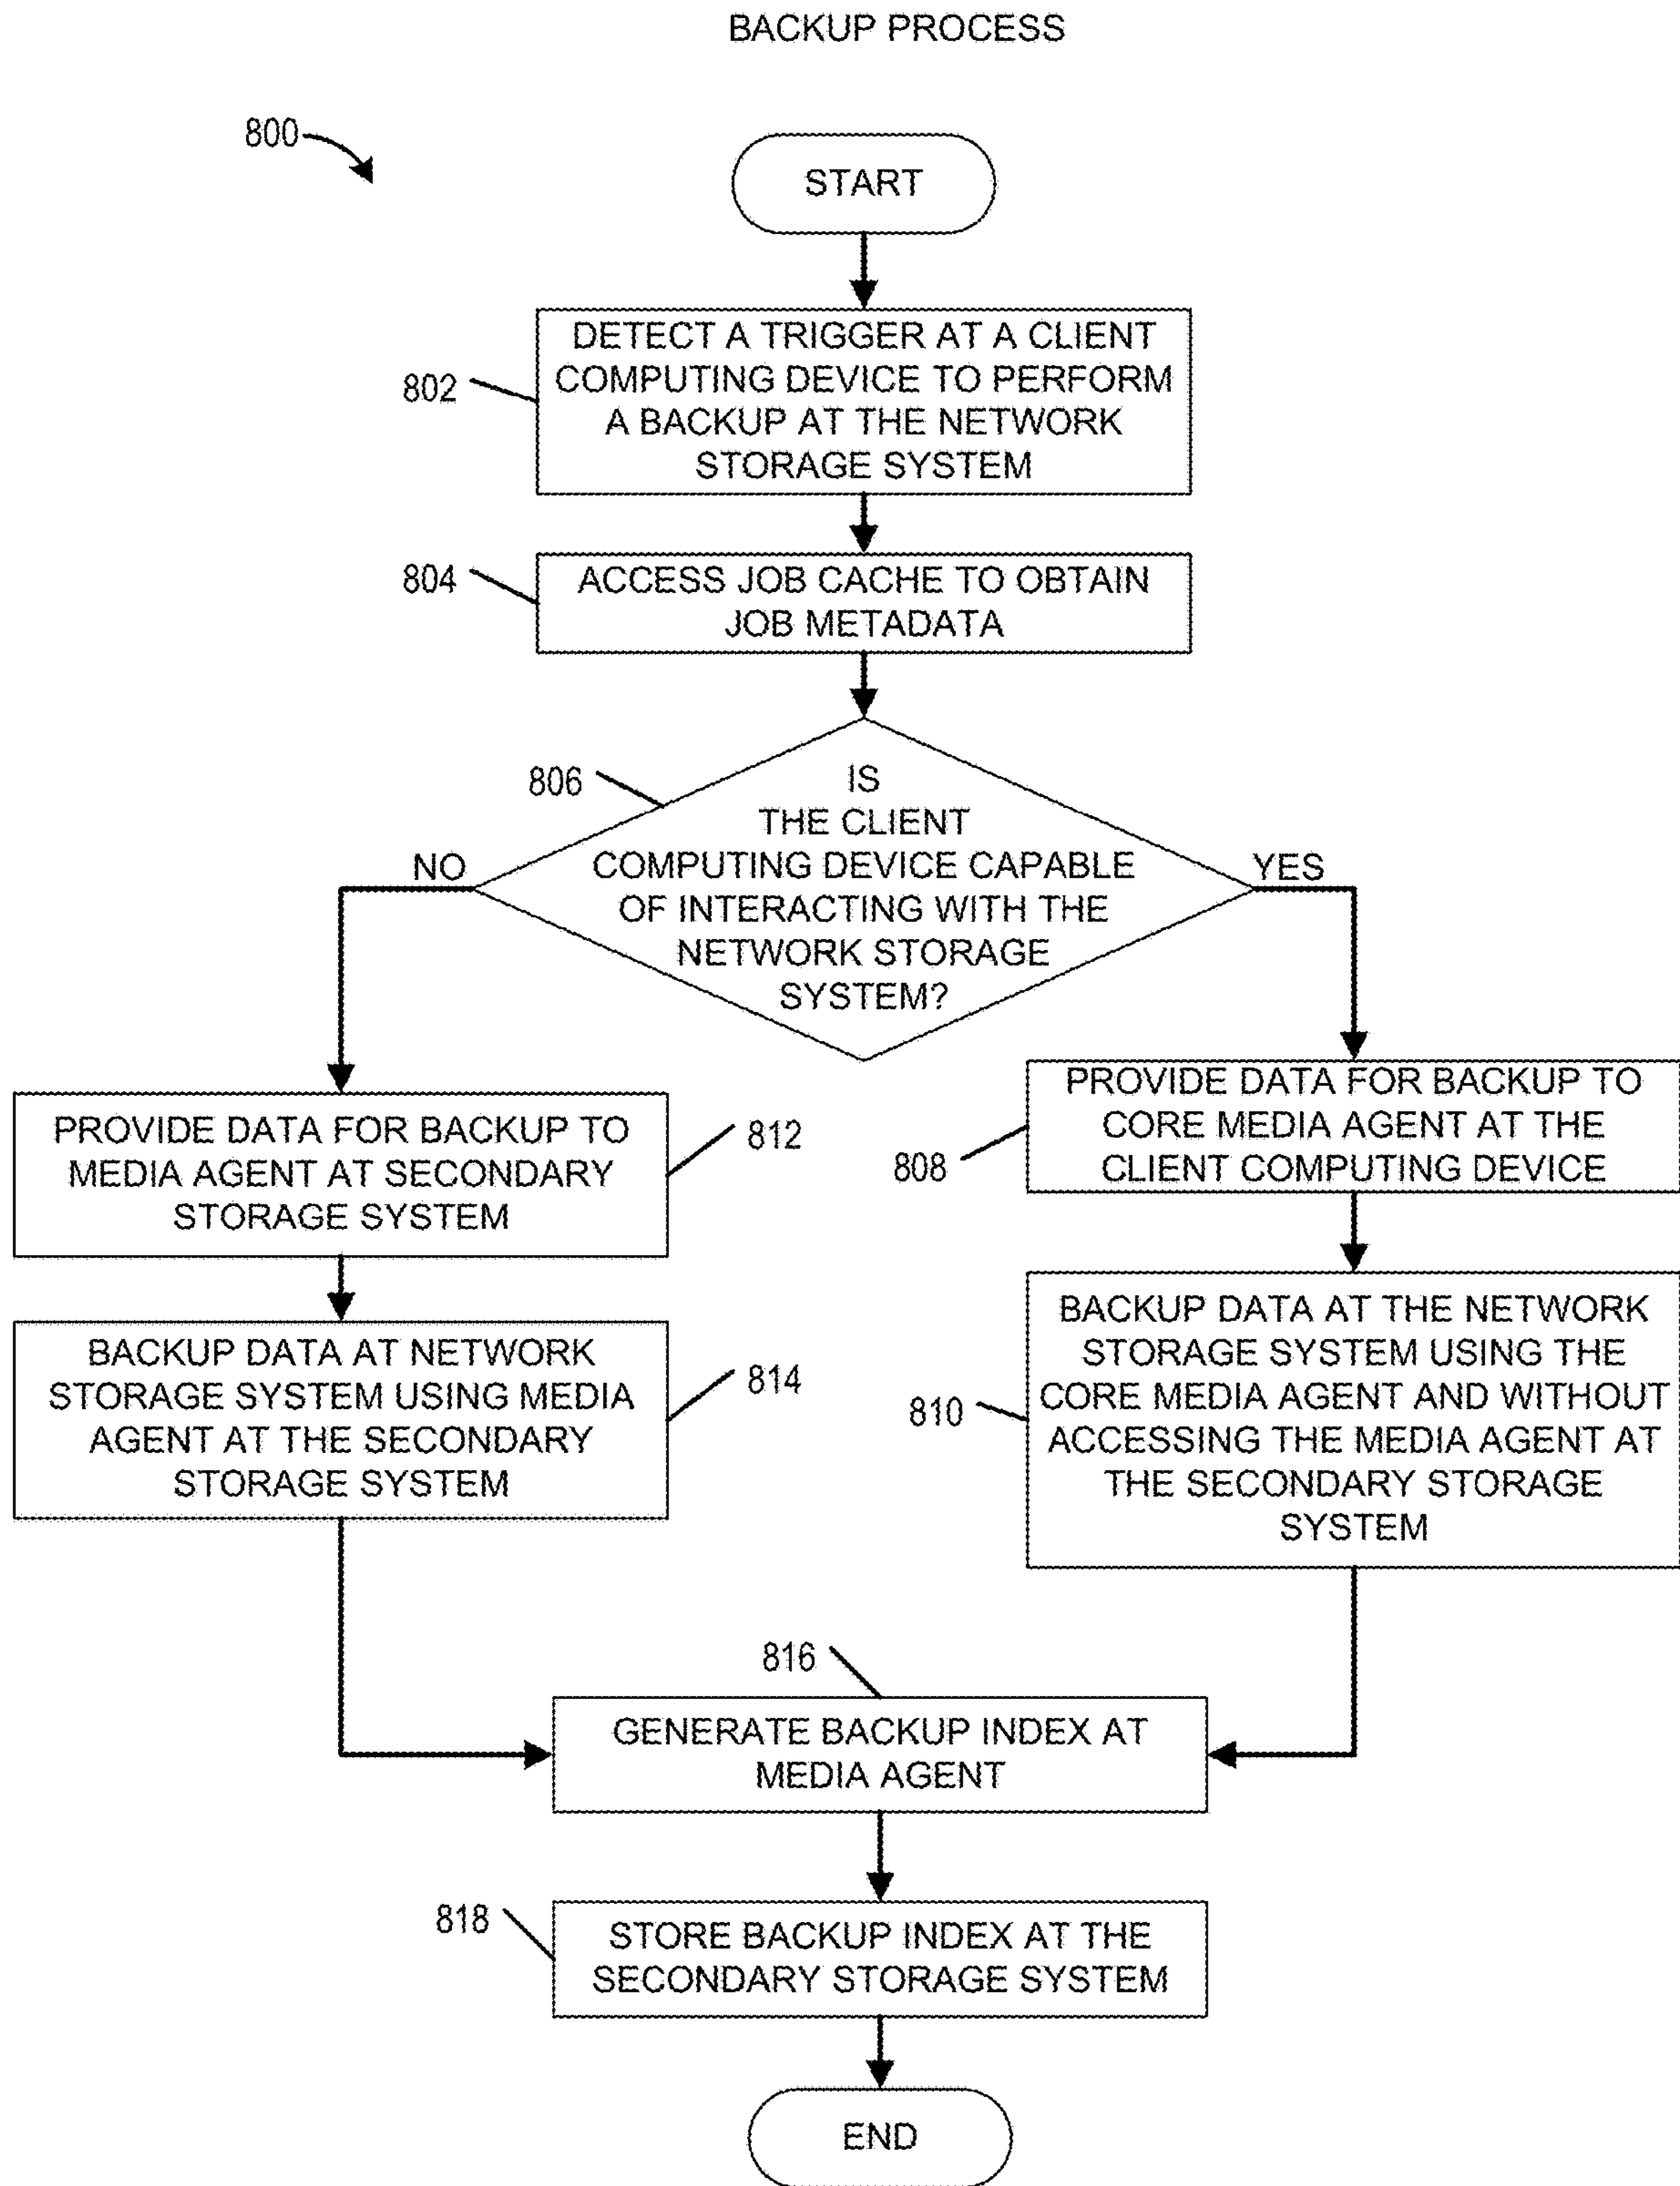 BACKUP PROCESS
800
START
802
DETECT A TRIGGER AT A CLIENT
COMPUTING DEVICE TO PERFORM
A BACKUP AT THE NETWORK
STORAGE SYSTEM
804
ACCESS JOB CACHE TO OBTAIN
JOB METADATA
806
IS
THE CLIENT
COMPUTING DEVICE CAPABLE
OF INTERACTING WITH THE
NETWORK STORAGE
SYSTEM?
NO
YES
PROVIDE DATA FOR BACKUP TO
MEDIA AGENT AT SECONDARY
STORAGE SYSTEM
812
808
PROVIDE DATA FOR BACKUP TO
CORE MEDIA AGENT AT THE
CLIENT COMPUTING DEVICE
BACKUP DATA AT NETWORK
STORAGE SYSTEM USING MEDIA
AGENT AT THE SECONDARY
STORAGE SYSTEM
814
810
BACKUP DATA AT THE NETWORK
STORAGE SYSTEM USING THE
CORE MEDIA AGENT AND WITHOUT
ACCESSING THE MEDIA AGENT AT
THE SECONDARY STORAGE
SYSTEM
816
GENERATE BACKUP INDEX AT
MEDIA AGENT
818
STORE BACKUP INDEX AT THE
SECONDARY STORAGE SYSTEM
END